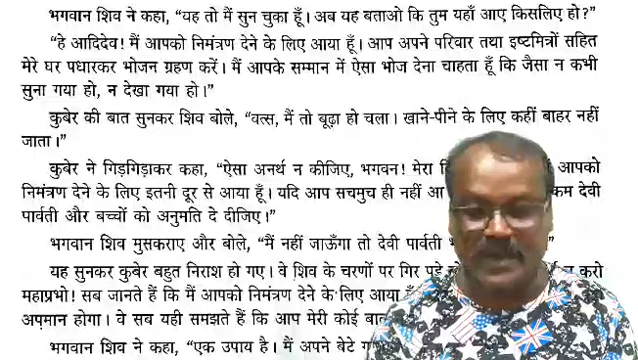 भगवान शिव ने कहा, “यह तो मैं सुन चुका हूँ। अब यह बताओ कि तुम यहाँ आए किसलिए हो?”
“हे आदिदेव! मैं आपको निमंत्रण देने के लिए आया हूँ। आप अपने परिवार तथा इष्टमित्रों सहित
मेरे घर पधारकर भोजन ग्रहण करें। मैं आपके सम्मान में ऐसा भोज देना चाहता हूँ कि जैसा न कभी
सुना गया हो, न देखा गया हो।”
कुबेर की बात सुनकर शिव बोले, “वत्स, मैं तो बूढ़ा हो चला। खाने-पीने के लिए कहीं बाहर नहीं
जाता।”
कुबेर ने गिड़गिड़ाकर कहा, “ऐसा अनर्थ न कीजिए, भगवन! मेरा आपको
निमंत्रण देने के लिए इतनी दूर से आया हूँ। यदि आप सचमुच ही नहीं आ कम देवी
पार्वती और बच्चों को अनुमति दे दीजिए।”
भगवान शिव मुसकराए और बोले, “मैं नहीं जाऊँगा तो देवी पार्वती
यह सुनकर कुबेर बहुत निराश हो गए। वे शिव के चरणों पर गिर पड़े करो
महाप्रभो! सब जानते हैं कि मैं आपको निमंत्रण देने के लिए आया
अपमान होगा। वे सब यही समझते हैं कि आप मेरी कोई बात
भगवान शिव ने कहा, “एक उपाय है। मैं अपने बेटे